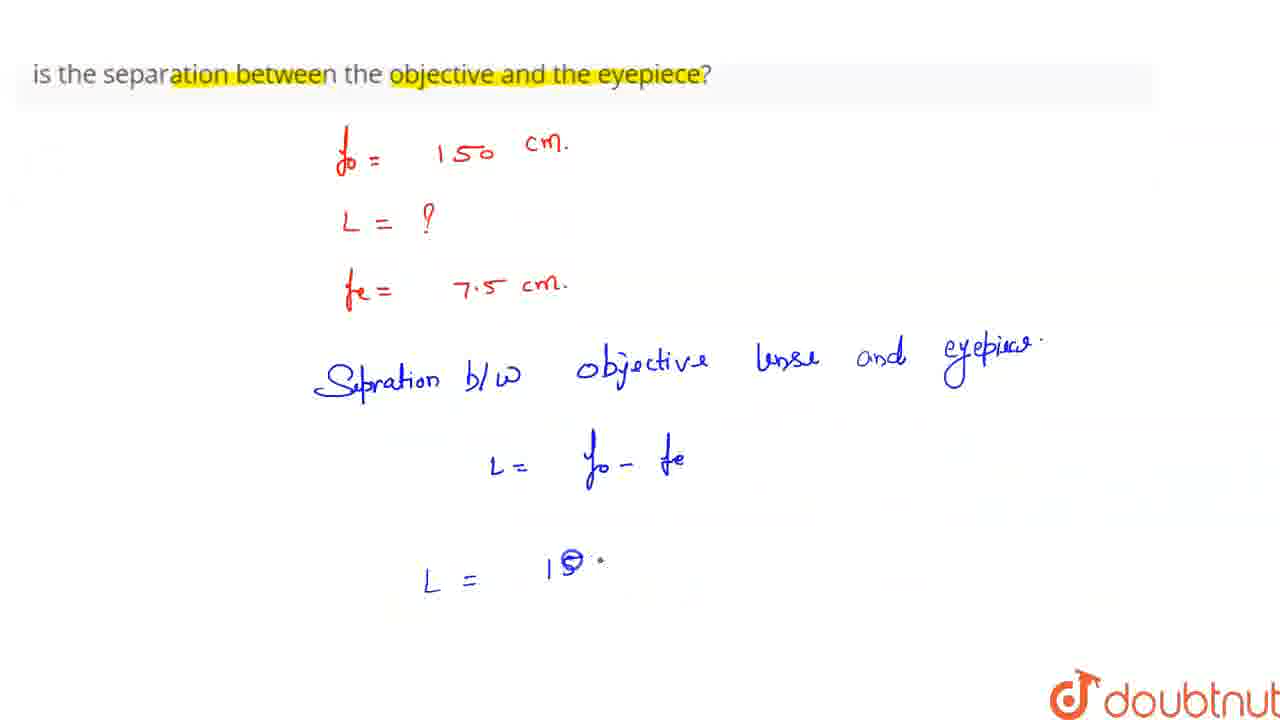 is the separation between the objective and the eyepiece?
fo = 150 cm.
L = ?
fe = 7.5 cm.
Sepration b/w objective lense and eyepiece.
L = fo - fe
L = 15
doubtnut